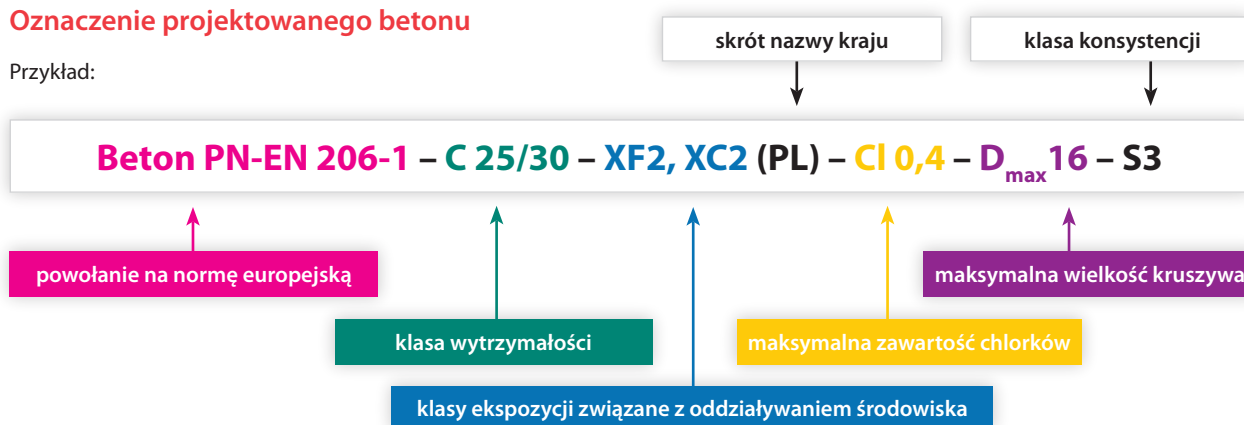 Oznaczenie projektowanego betonu
Przykład:
skrót nazwy kraju
klasa konsystencji
Beton PN-EN 206-1 – C 25/30 – XF2, XC2 (PL) – Cl 0,4 – Dmax16 – S3
powołanie na normę europejską
maksymalna wielkość kruszywa
klasa wytrzymałości
maksymalna zawartość chlorków
klasy ekspozycji związane z oddziaływaniem środowiska